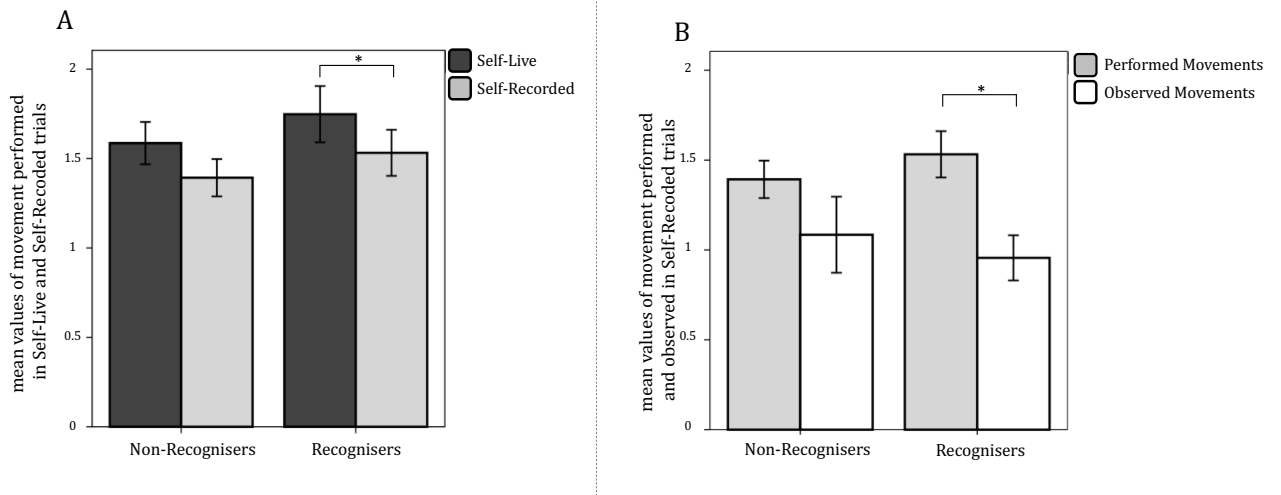 A
mean values of movement performed
in Self-Live and Self-Recoded trials
2
1.5
1
0.5
0
*
Self-Live
Self-Recorded
Non-Recognisers
Recognisers
B
mean values of movement performed
and observed in Self-Recoded trials
2
1.5
1
0.5
0
*
Performed Movements
Observed Movements
Non-Recognisers
Recognisers